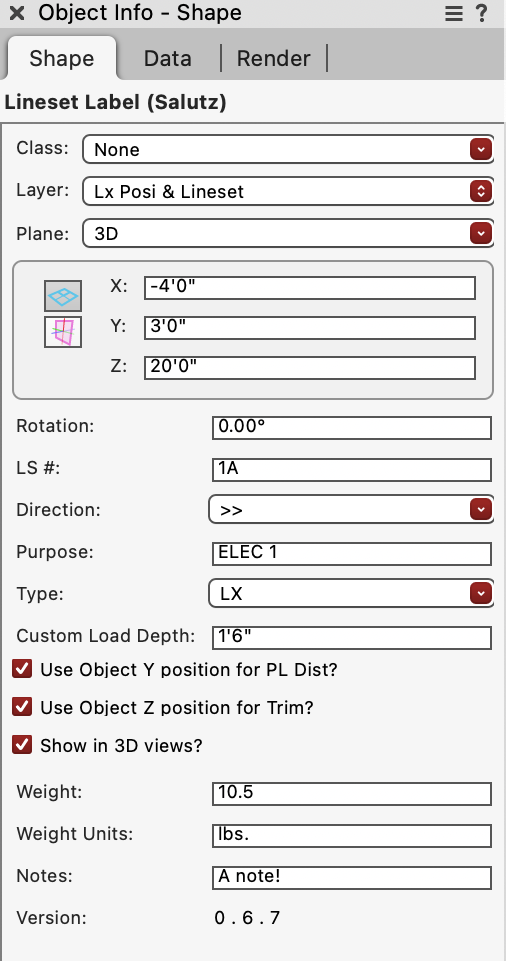 Object Info - Shape ?
Shape Data Render
Lineset Label (Salutz)
Class: None
Layer: Lx Posi & Lineset
Plane: 3D
X: -4'0"
Y: 3'0"
Z: 20'0"
Rotation: 0.00°
LS #: 1A
Direction: >>
Purpose: ELEC 1
Type: LX
Custom Load Depth: 1'6"
Use Object Y position for PL Dist?
Use Object Z position for Trim?
Show in 3D views?
Weight: 10.5
Weight Units: lbs.
Notes: A note!
Version: 0 . 6 . 7